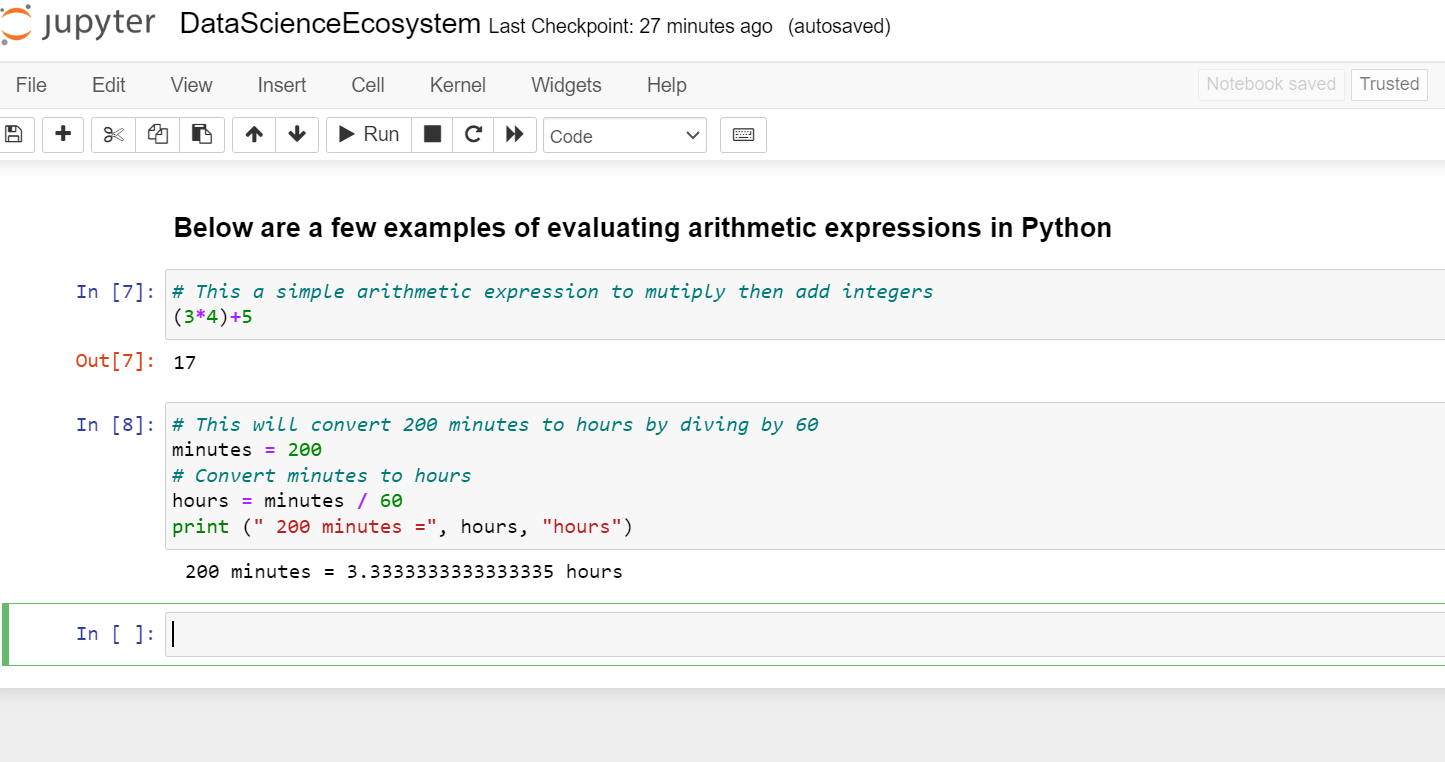 jupyter DataScienceEcosystem Last Checkpoint: 27 minutes ago (autosaved)
File Edit View Insert Cell Kernel Widgets Help Notebook saved Trusted
Run Code
Below are a few examples of evaluating arithmetic expressions in Python
In [7]: # This a simple arithmetic expression to mutiply then add integers
(3*4)+5
Out[7]: 17
In [8]: # This will convert 200 minutes to hours by diving by 60
minutes = 200
# Convert minutes to hours
hours = minutes / 60
print (" 200 minutes =", hours, "hours")
200 minutes = 3.3333333333333335 hours
In [ ]: